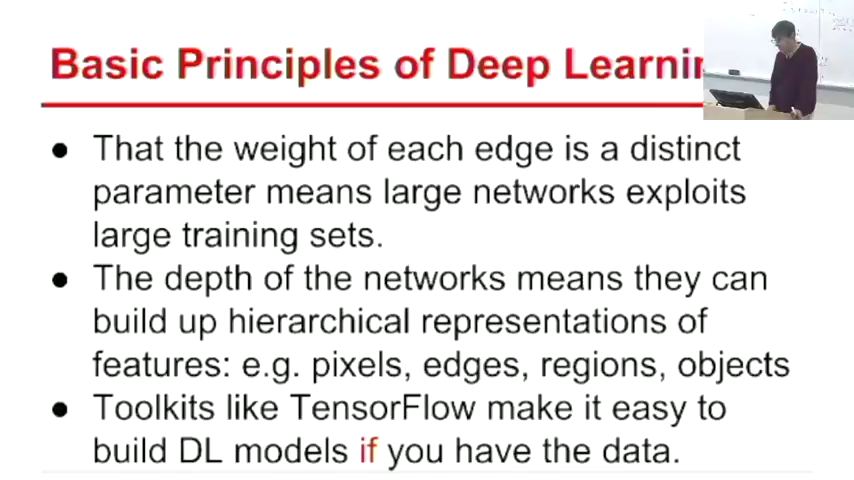 Basic Principles of Deep Learnin
● That the weight of each edge is a distinct
parameter means large networks exploits
large training sets.
● The depth of the networks means they can
build up hierarchical representations of
features: e.g. pixels, edges, regions, objects
● Toolkits like TensorFlow make it easy to
build DL models if you have the data.